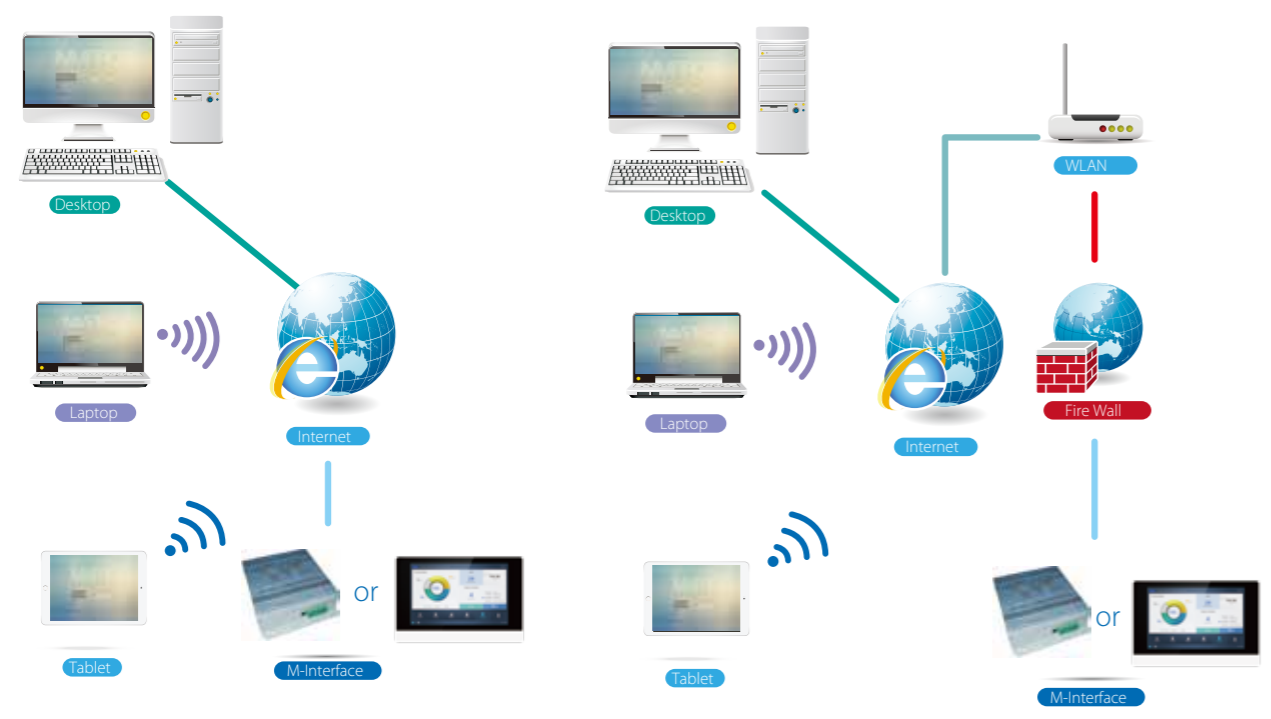 Desktop
Laptop
Internet
Tablet
or
M-Interface
Desktop
WLAN
Laptop
Internet
Fire Wall
Tablet
or
M-Interface